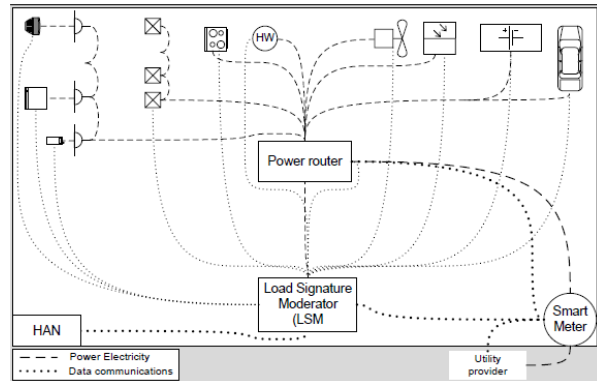 HW
Power router
Load Signature
Moderator
(LSM
Smart
Meter
HAN
Power Electricity
Data communications
Utility
provider